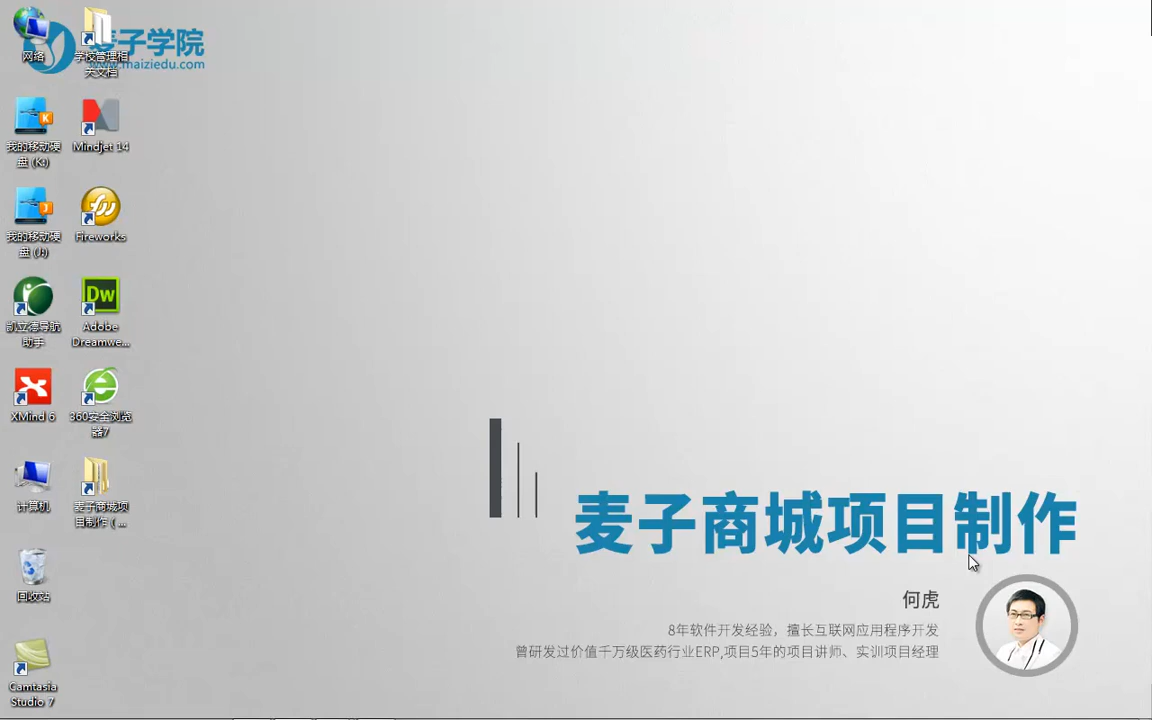 麦子学院
www.maiziedu.com
网络
学校管理相
关文档
我的移动硬
盘 (K:)
Mindjet 14
我的移动硬
盘 (J:)
Fireworks
凯立德导航
助手
Dw
Adobe
Dreamwe...
XMind 6
360安全浏览
器7
计算机
麦子商城项
目制作 ( ...
回收站
Camtasia
Studio 7
麦子商城项目制作
何虎
8年软件开发经验，擅长互联网应用程序开发
曾研发过价值千万级医药行业ERP,项目5年的项目讲师、实训项目经理